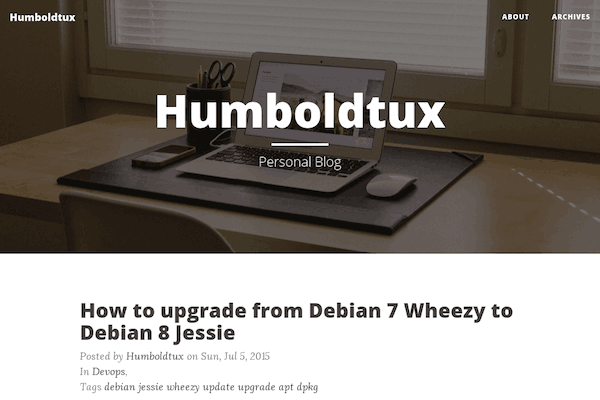 Humboldtux
ABOUT ARCHIVES
Humboldtux
Personal Blog
How to upgrade from Debian 7 Wheezy to
Debian 8 Jessie
Posted by Humboldtux on Sun, Jul 5, 2015
In Devops,
Tags debian jessie wheezy update upgrade apt dpkg